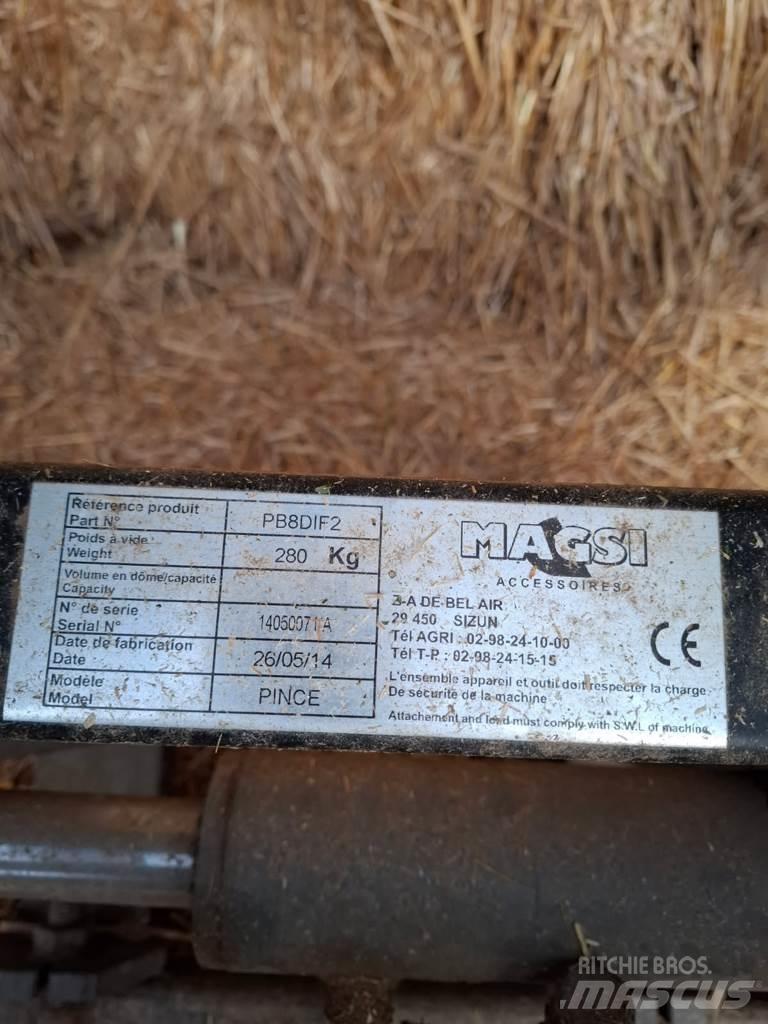 Référence produit
Part N°
PB8DIF2
Poids à vide
Weight
280 Kg
Volume en dôme/capacité
Capacity
N° de série
Serial N°
14050071 A
Date de fabrication
Date
26/05/14
Modèle
Model
PINCE
MAGSI
ACCESSOIRES
Z-A DE BEL AIR
29 450 SIZUN
Tél AGRI : 02-98-24-10-00
Tél T-P : 02-98-24-15-15
CE
L'ensemble appareil et outil doit respecter la charge
De sécurité de la machine
Attachement and load must comply with S.W.L of machine
RITCHIE BROS.
MASCUS